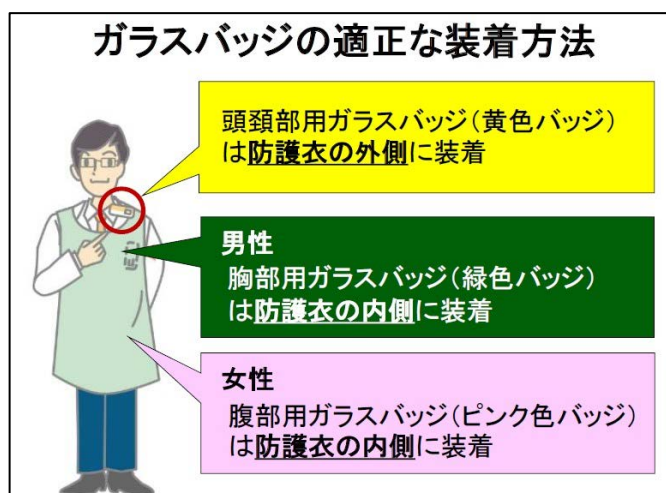 ガラスバッジの適正な装着方法
頭頚部用ガラスバッジ（黄色バッジ）
は防護衣の外側に装着
男性
胸部用ガラスバッジ（緑色バッジ）
は防護衣の内側に装着
女性
腹部用ガラスバッジ（ピンク色バッジ）
は防護衣の内側に装着